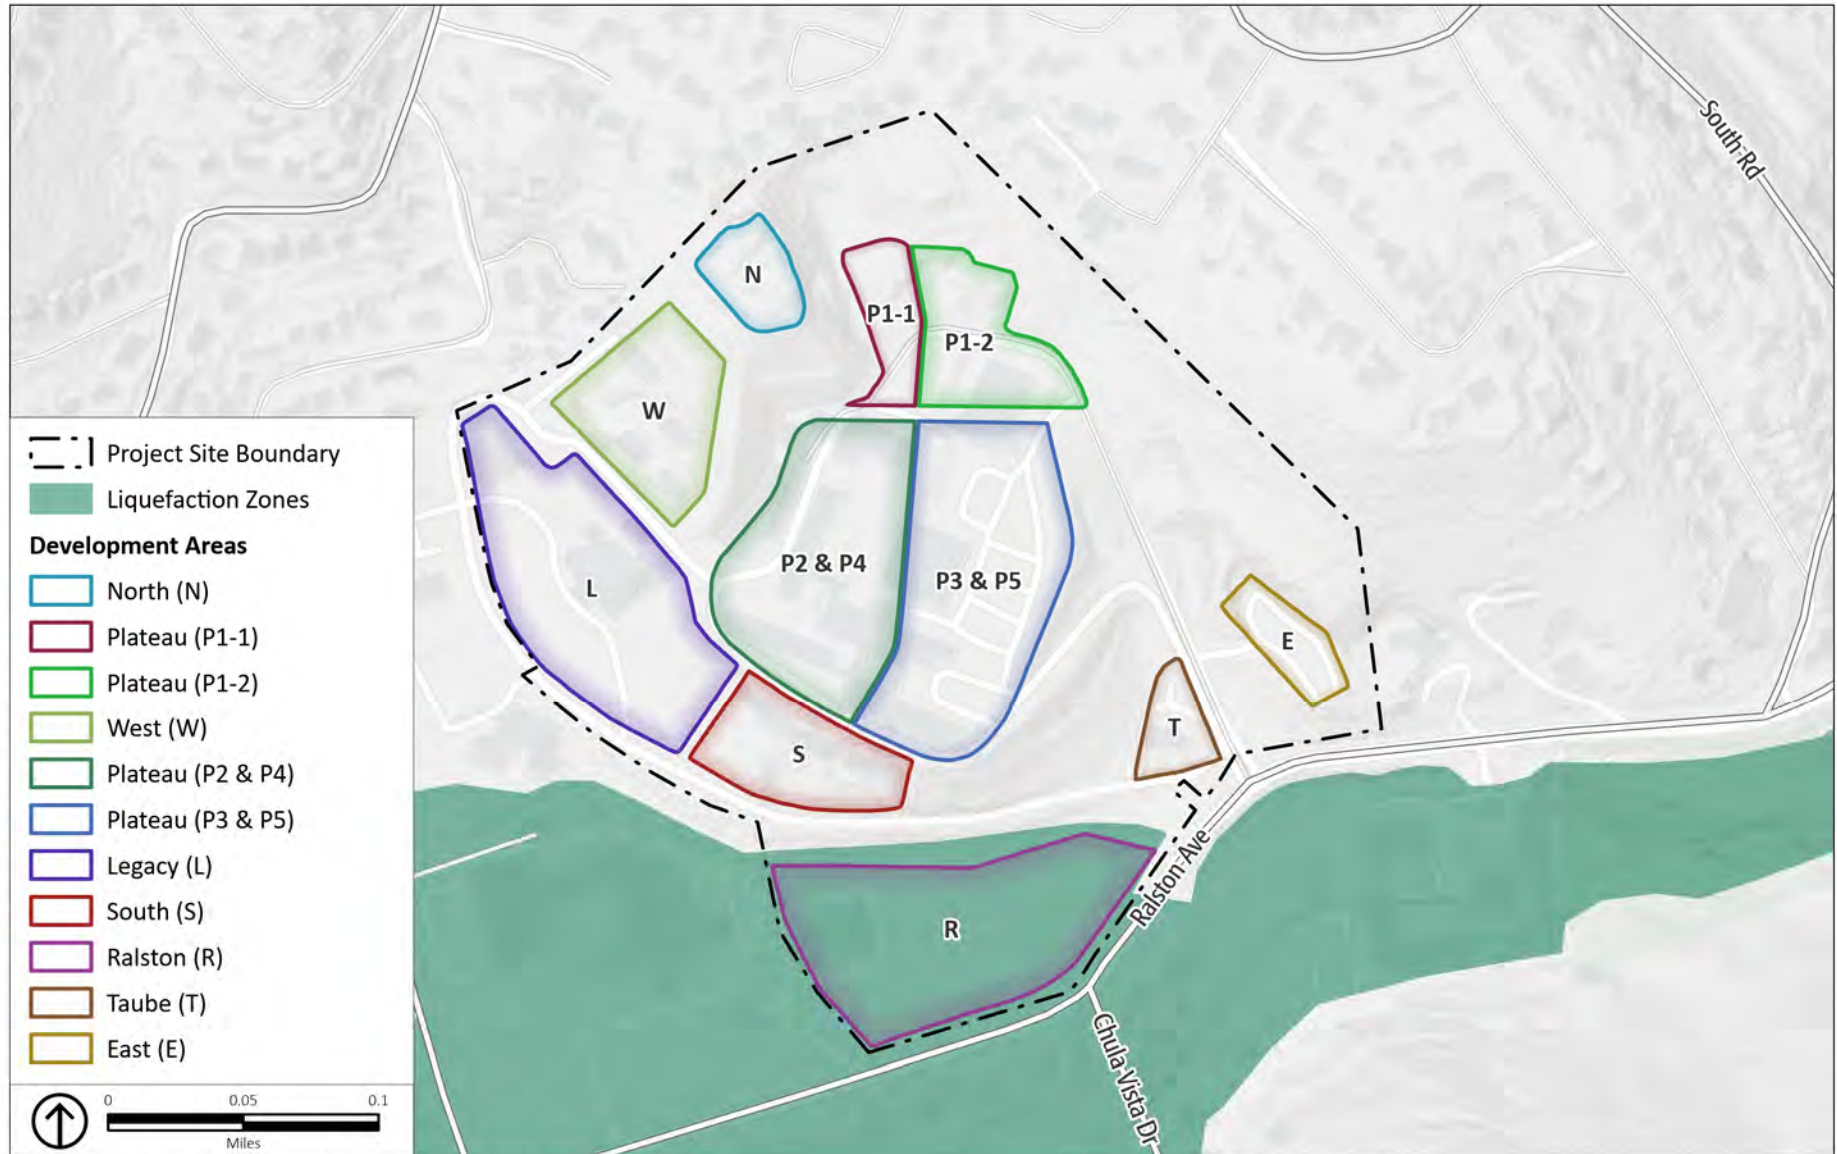 South Rd
N
P1-1
P1-2
W
P2 & P4
P3 & P5
L
E
T
S
R
Ralston Ave
Chula Vista Dr
Project Site Boundary
Liquefaction Zones
Development Areas
North (N)
Plateau (P1-1)
Plateau (P1-2)
West (W)
Plateau (P2 & P4)
Plateau (P3 & P5)
Legacy (L)
South (S)
Ralston (R)
Taube (T)
East (E)
0 0.05 0.1
Miles